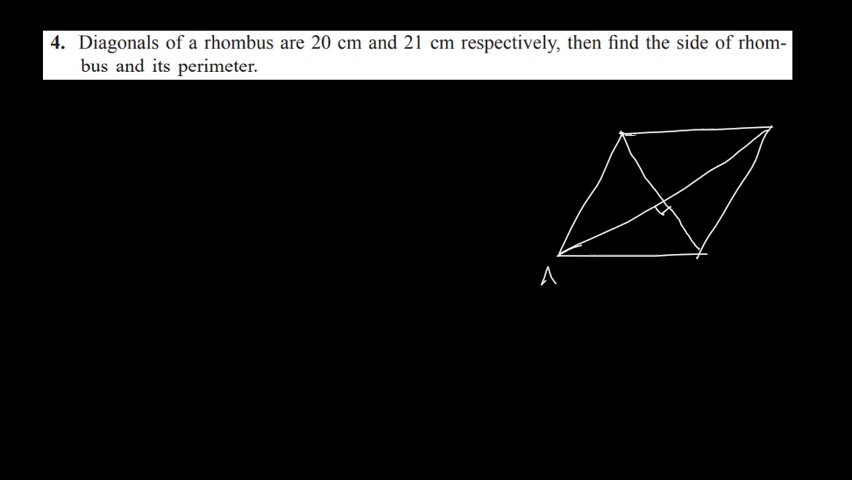 4. Diagonals of a rhombus are 20 cm and 21 cm respectively, then find the side of rhom-
bus and its perimeter.